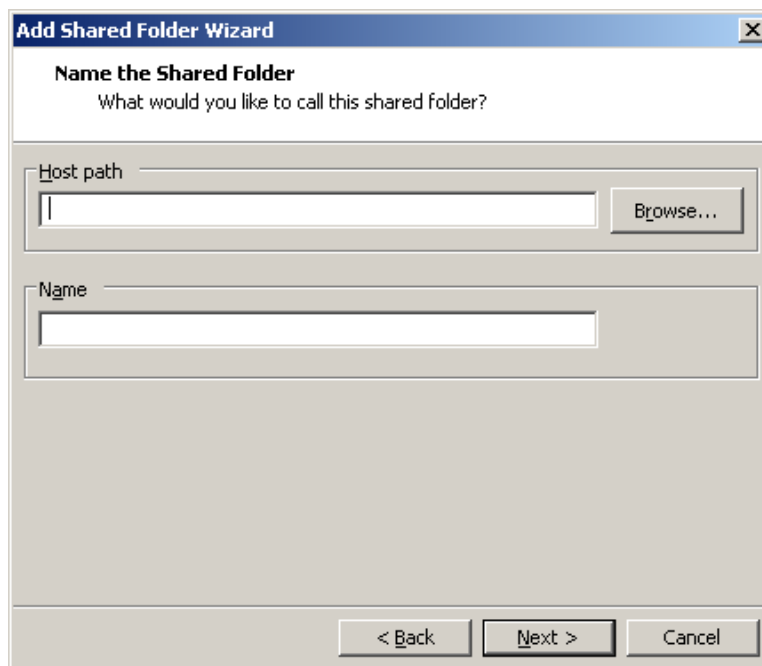 Add Shared Folder Wizard
Name the Shared Folder
What would you like to call this shared folder?
Host path
Browse...
Name
< Back Next > Cancel